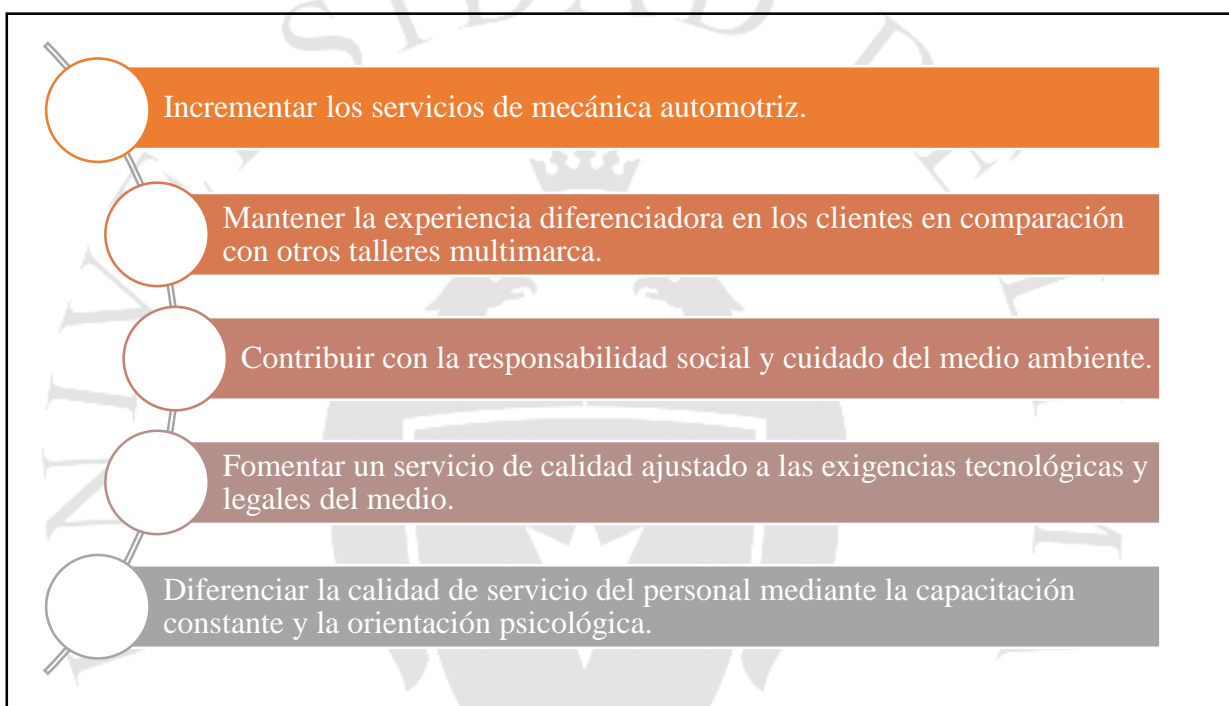 Incrementar los servicios de mecánica automotriz.
Mantener la experiencia diferenciadora en los clientes en comparación
con otros talleres multimarca.
Contribuir con la responsabilidad social y cuidado del medio ambiente.
Fomentar un servicio de calidad ajustado a las exigencias tecnológicas y
legales del medio.
Diferenciar la calidad de servicio del personal mediante la capacitación
constante y la orientación psicológica.